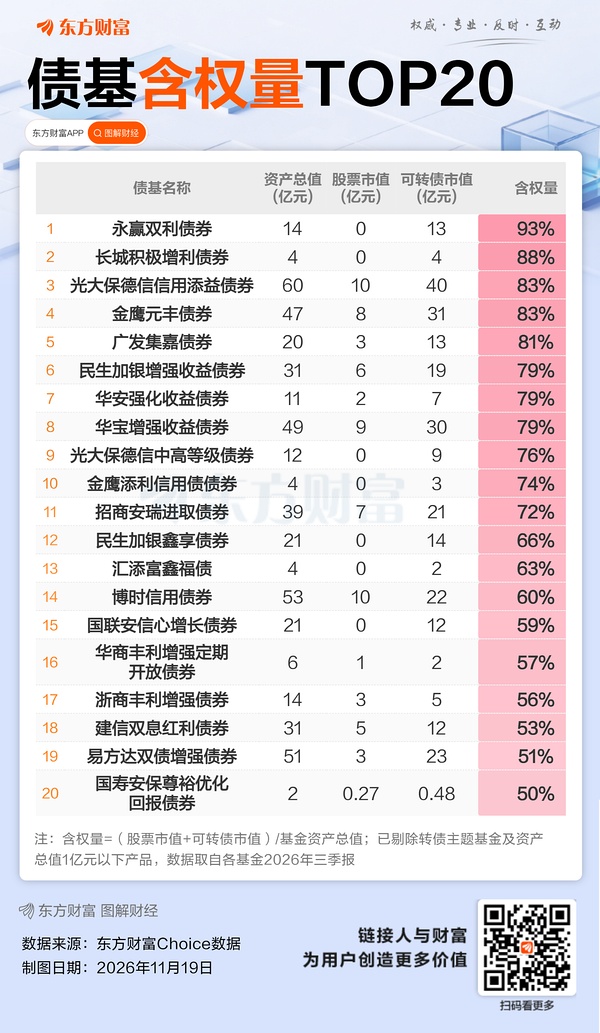 东方财富
权威·专业·及时·互动
债基含权量TOP20
东方财富APP 图解财经
债基名称 资产总值（亿元） 股票市值（亿元） 可转债市值（亿元） 含权量
1 永赢双利债券 14 0 13 93%
2 长城积极增利债券 4 0 4 88%
3 光大保德信信用添益债券 60 10 40 83%
4 金鹰元丰债券 47 8 31 83%
5 广发集嘉债券 20 3 13 81%
6 民生加银增强收益债券 31 6 19 79%
7 华安强化收益债券 11 2 7 79%
8 华宝增强收益债券 49 9 30 79%
9 光大保德信中高等级债券 12 0 9 76%
10 金鹰添利信用债债券 4 0 3 74%
11 招商安瑞进取债券 39 7 21 72%
12 民生加银鑫享债券 21 0 14 66%
13 汇添富鑫福债 4 0 2 63%
14 博时信用债券 53 10 22 60%
15 国联安信心增长债券 21 0 12 59%
16 华商丰利增强定期开放债券 6 1 2 57%
17 浙商丰利增强债券 14 3 5 56%
18 建信双息红利债券 31 5 12 53%
19 易方达双债增强债券 51 3 23 51%
20 国寿安保尊裕优化回报债券 2 0.27 0.48 50%
东方财富
注：含权量=（股票市值+可转债市值）/基金资产总值；已剔除转债主题基金及资产
总值1亿元以下产品，数据取自各基金2026年三季报
东方财富 图解财经
数据来源：东方财富Choice数据
制图日期：2026年11月19日
链接人与财富
为用户创造更多价值
扫码看更多